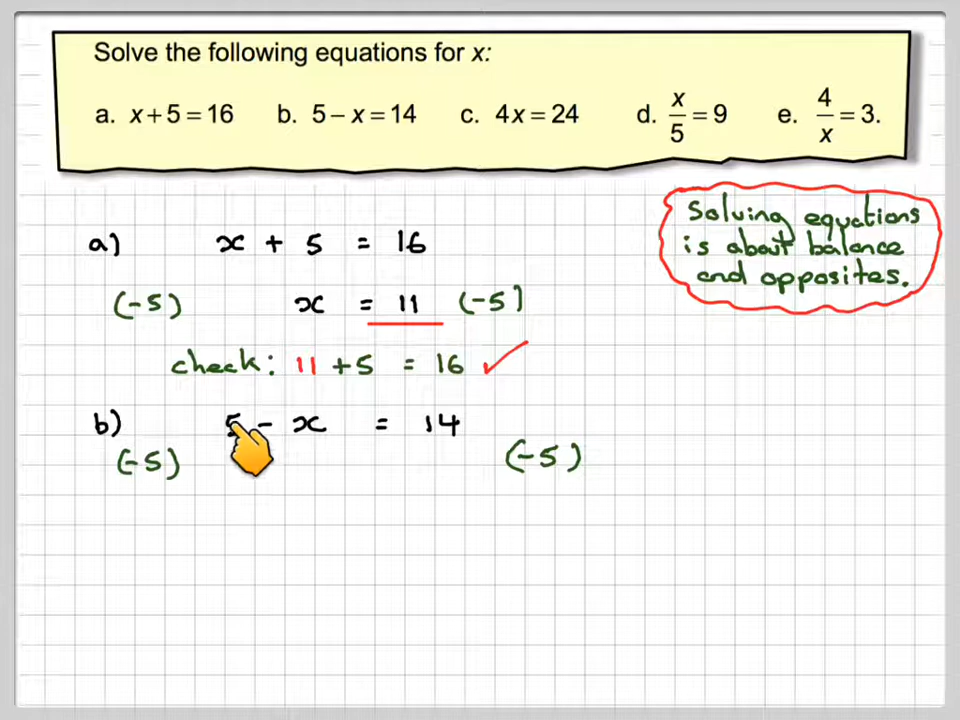 Solve the following equations for x:
a. x + 5 = 16 b. 5 − x = 14 c. 4x = 24 d. x/5 = 9 e. 4/x = 3.
Solving equations
is about balance
and opposites.
a) x + 5 = 16
(-5) x = 11 (-5)
check: 11 + 5 = 16 ✓
b) 5 - x = 14
(-5) (-5)